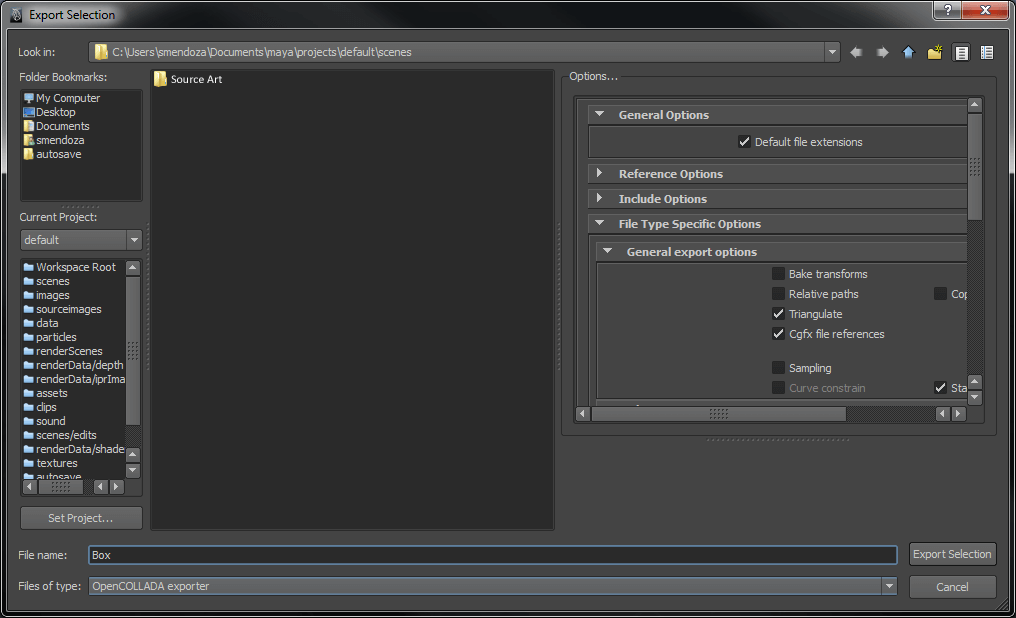 Export Selection
Look in:
C:\Users\smendoza\Documents\maya\projects\default\scenes
Folder Bookmarks:
My Computer
Desktop
Documents
smendoza
autosave
Current Project:
default
Workspace Root
scenes
images
sourceimages
data
particles
renderScenes
renderData/depth
renderData/iprIma
assets
clips
sound
scenes/edits
renderData/shade
textures
autosave
Set Project...
Source Art
Options...
General Options
Default file extensions
Reference Options
Include Options
File Type Specific Options
General export options
Bake transforms
Relative paths
Cop
Triangulate
Cgfx file references
Sampling
Curve constrain
Sta
File name:
Box
Export Selection
Files of type:
OpenCOLLADA exporter
Cancel